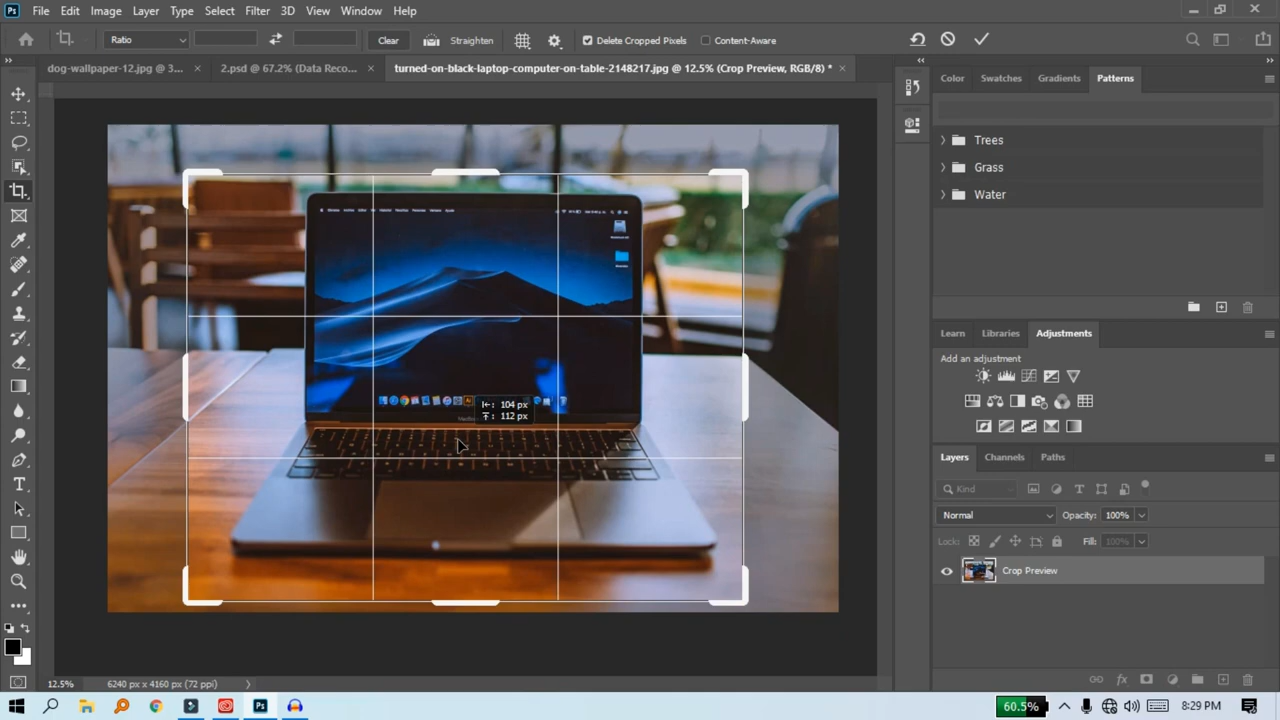 Ps File Edit Image Layer Type Select Filter 3D View Window Help
Ratio Clear Straighten Delete Cropped Pixels Content-Aware
dog-wallpaper-12.jpg @ 3... × 2.psd @ 67.2% (Data Reco... × turned-on-black-laptop-computer-on-table-2148217.jpg @ 12.5% (Crop Preview, RGB/8) * ×
Color Swatches Gradients Patterns
Trees
Grass
Water
Learn Libraries Adjustments
Add an adjustment
104 px
112 px
Layers Channels Paths
Kind
Normal Opacity: 100%
Lock: Fill: 100%
Crop Preview
12.5% 6240 px x 4160 px (72 ppi)
Ps 60.5% 8:29 PM